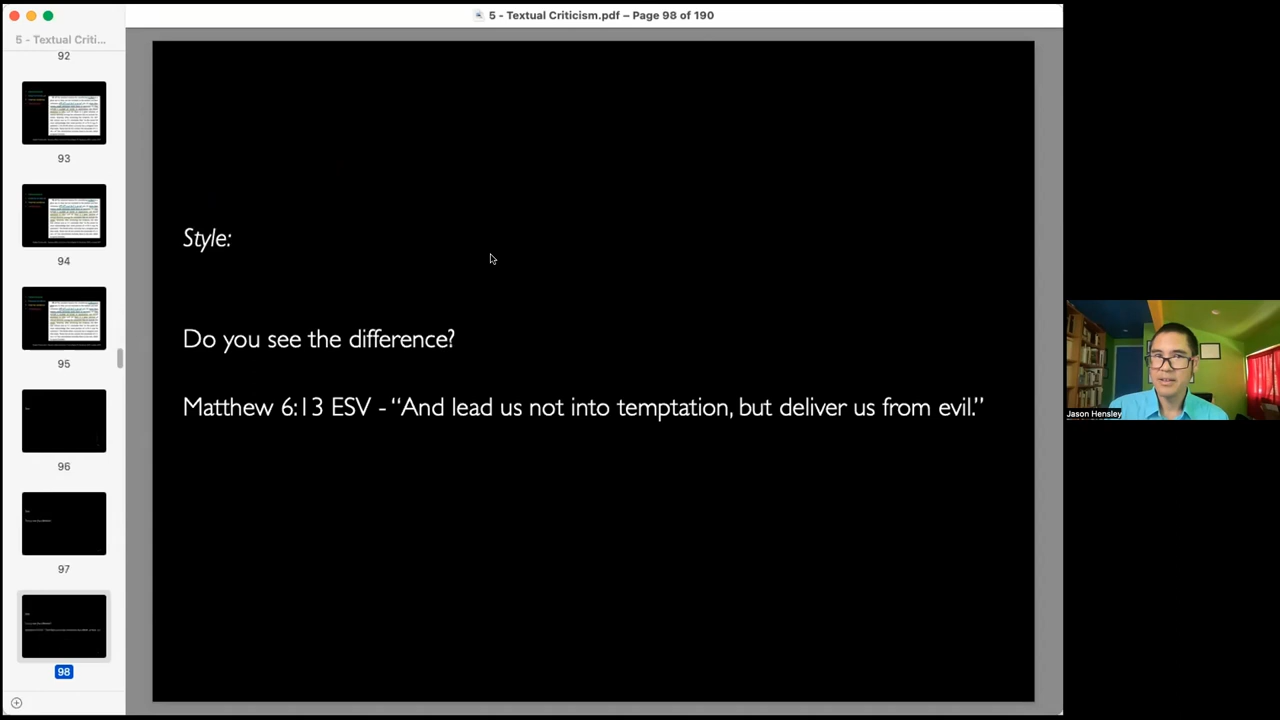 5 - Textual Criticism.pdf – Page 98 of 190
5 - Textual Criti...
92
93
94
95
96
97
98
Style:
Do you see the difference?
Matthew 6:13 ESV - “And lead us not into temptation, but deliver us from evil.”
Jason Hensley